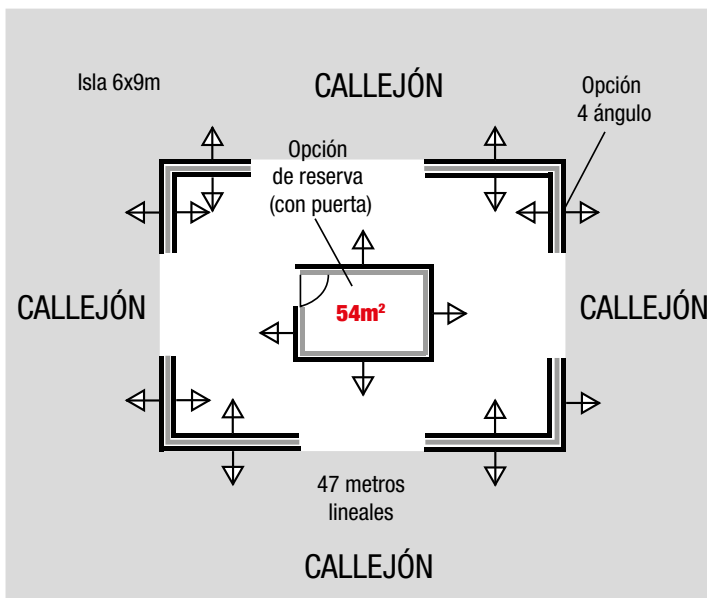 Isla 6x9m
CALLEJÓN
Opción
4 ángulo
Opción
de reserva
(con puerta)
CALLEJÓN
54m²
CALLEJÓN
47 metros
lineales
CALLEJÓN